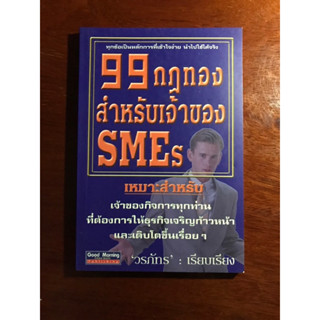 ทุกข้อเป็นหลักการที่เข้าใจง่าย นำไปใช้ได้จริง
99 กฎทอง
สำหรับเจ้าของ
SMEs
เหมาะสำหรับ
เจ้าของกิจการทุกท่าน
ที่ต้องการให้ธุรกิจเจริญก้าวหน้า
และเติบโตขึ้นเรื่อย ๆ
Good Morning
'วรภัทร' : เรียบเรียง